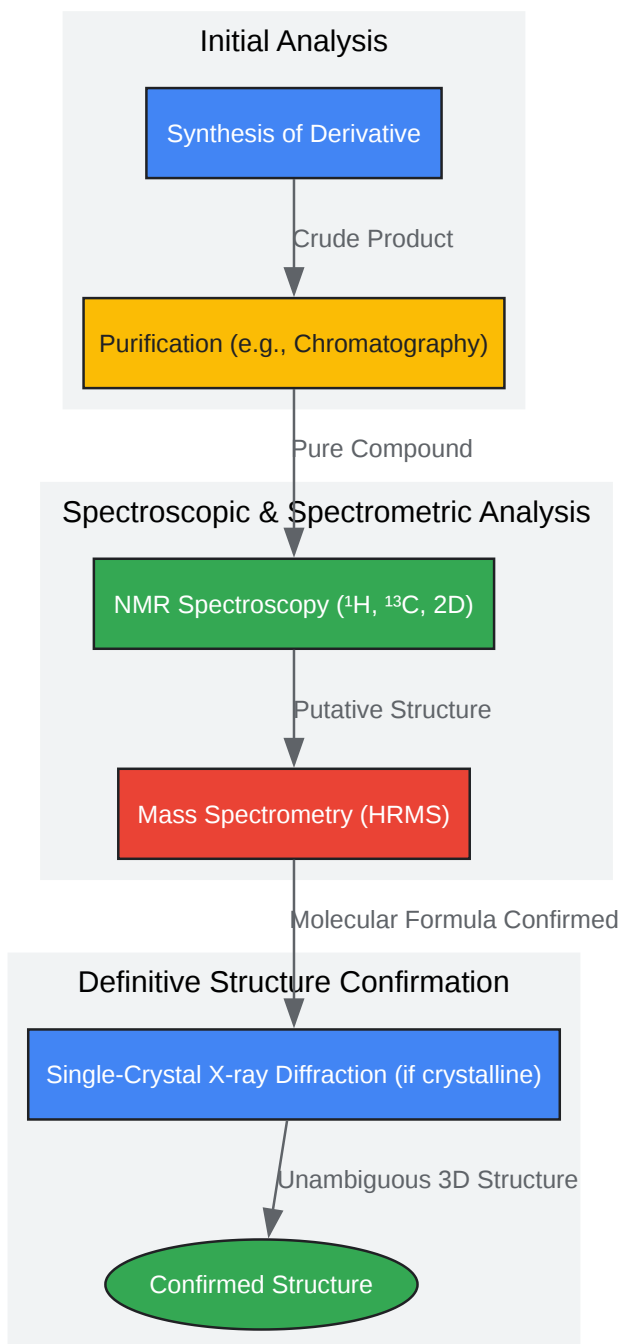 Initial Analysis
Synthesis of Derivative
Crude Product
Purification (e.g., Chromatography)
Pure Compound
Spectroscopic & Spectrometric Analysis
NMR Spectroscopy (¹H, ¹³C, 2D)
Putative Structure
Mass Spectrometry (HRMS)
Molecular Formula Confirmed
Definitive Structure Confirmation
Single-Crystal X-ray Diffraction (if crystalline)
Unambiguous 3D Structure
Confirmed Structure